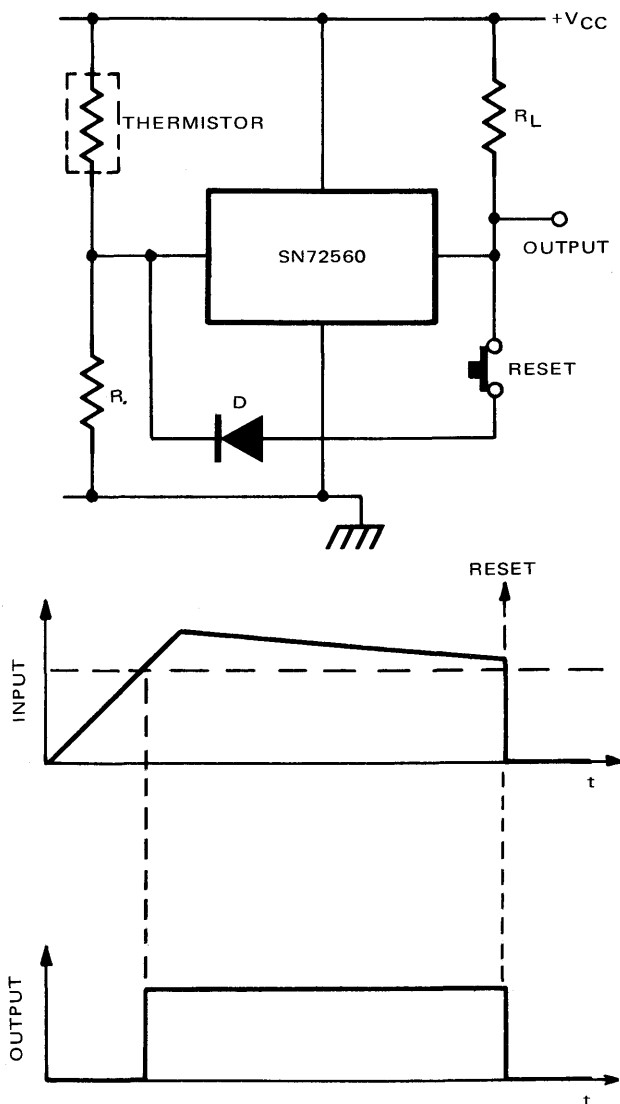 +VCC
THERMISTOR
RL
SN72560
OUTPUT
R
RESET
D
RESET
INPUT
t
OUTPUT
t